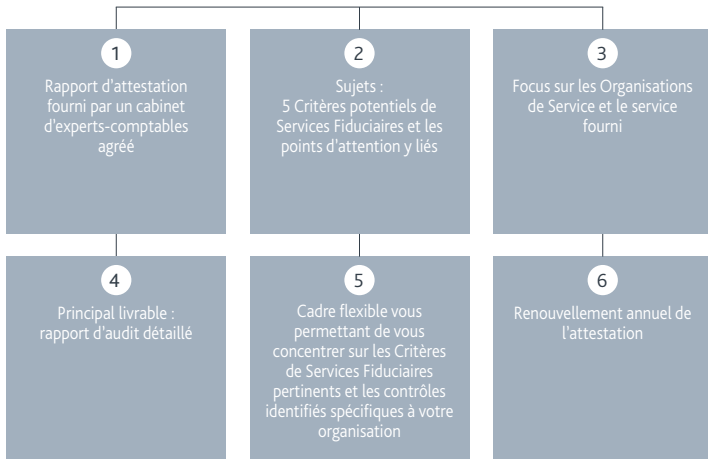 1
Rapport d'attestation
fourni par un cabinet
d'experts-comptables
agréé
2
Sujets :
5 Critères potentiels de
Services Fiduciaires et les
points d'attention y liés
3
Focus sur les Organisations
de Service et le service
fourni
4
Principal livrable :
rapport d'audit détaillé
5
Cadre flexible vous
permettant de vous
concentrer sur les Critères
de Services Fiduciaires
pertinents et les contrôles
identifiés spécifiques à votre
organisation
6
Renouvellement annuel de
l'attestation